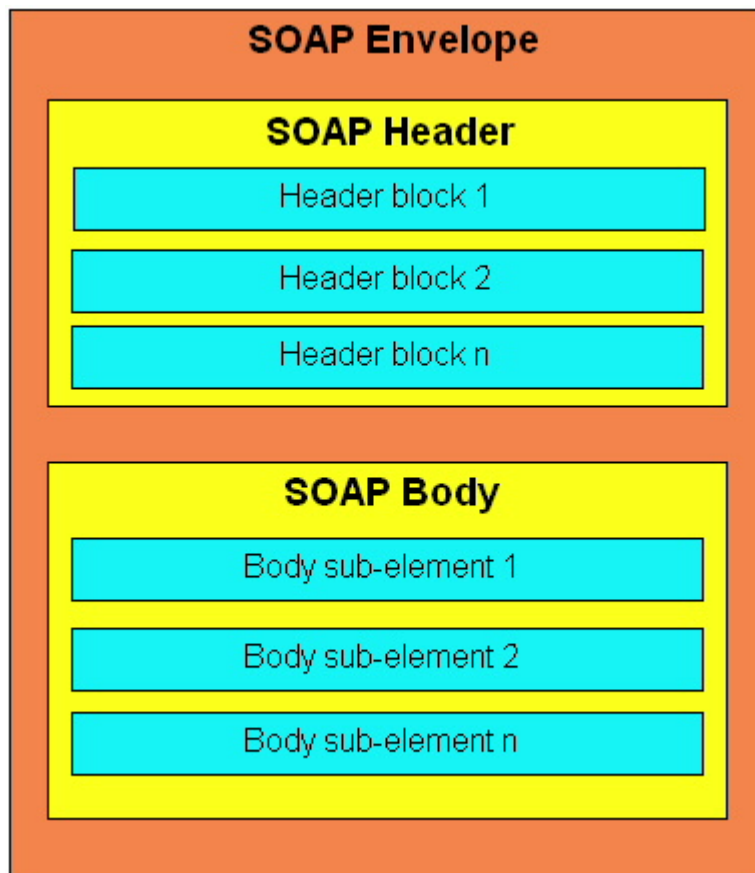 SOAP Envelope
SOAP Header
Header block 1
Header block 2
Header block n
SOAP Body
Body sub-element 1
Body sub-element 2
Body sub-element n